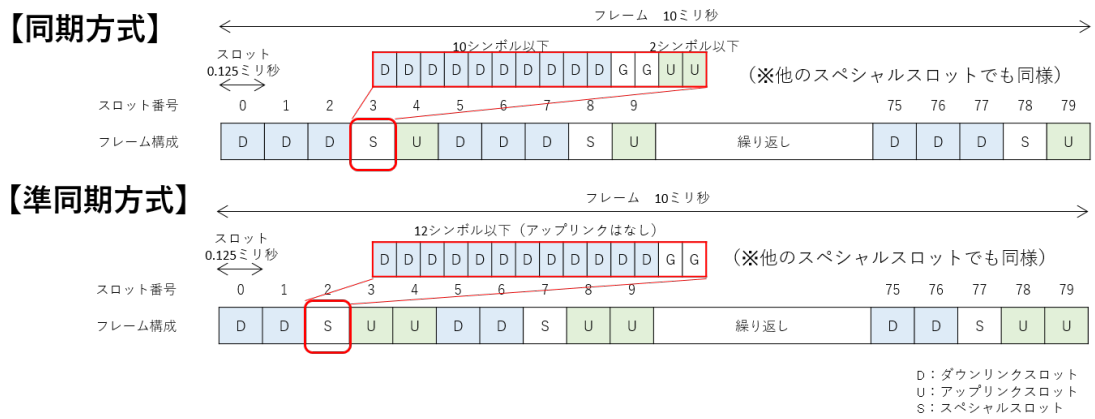 【同期方式】
フレーム　10ミリ秒
スロット
0.125ミリ秒
10シンボル以下
2シンボル以下
D D D D D D D D D D G G U U
（※他のスペシャルスロットでも同様）
スロット番号 0 1 2 3 4 5 6 7 8 9 75 76 77 78 79
フレーム構成 D D D S U D D D S U 繰り返し D D D S U
【準同期方式】
フレーム　10ミリ秒
スロット
0.125ミリ秒
12シンボル以下（アップリンクはなし）
D D D D D D D D D D D D G G
（※他のスペシャルスロットでも同様）
スロット番号 0 1 2 3 4 5 6 7 8 9 75 76 77 78 79
フレーム構成 D D S U U D D S U U 繰り返し D D S U U
D：ダウンリンクスロット
U：アップリンクスロット
S：スペシャルスロット